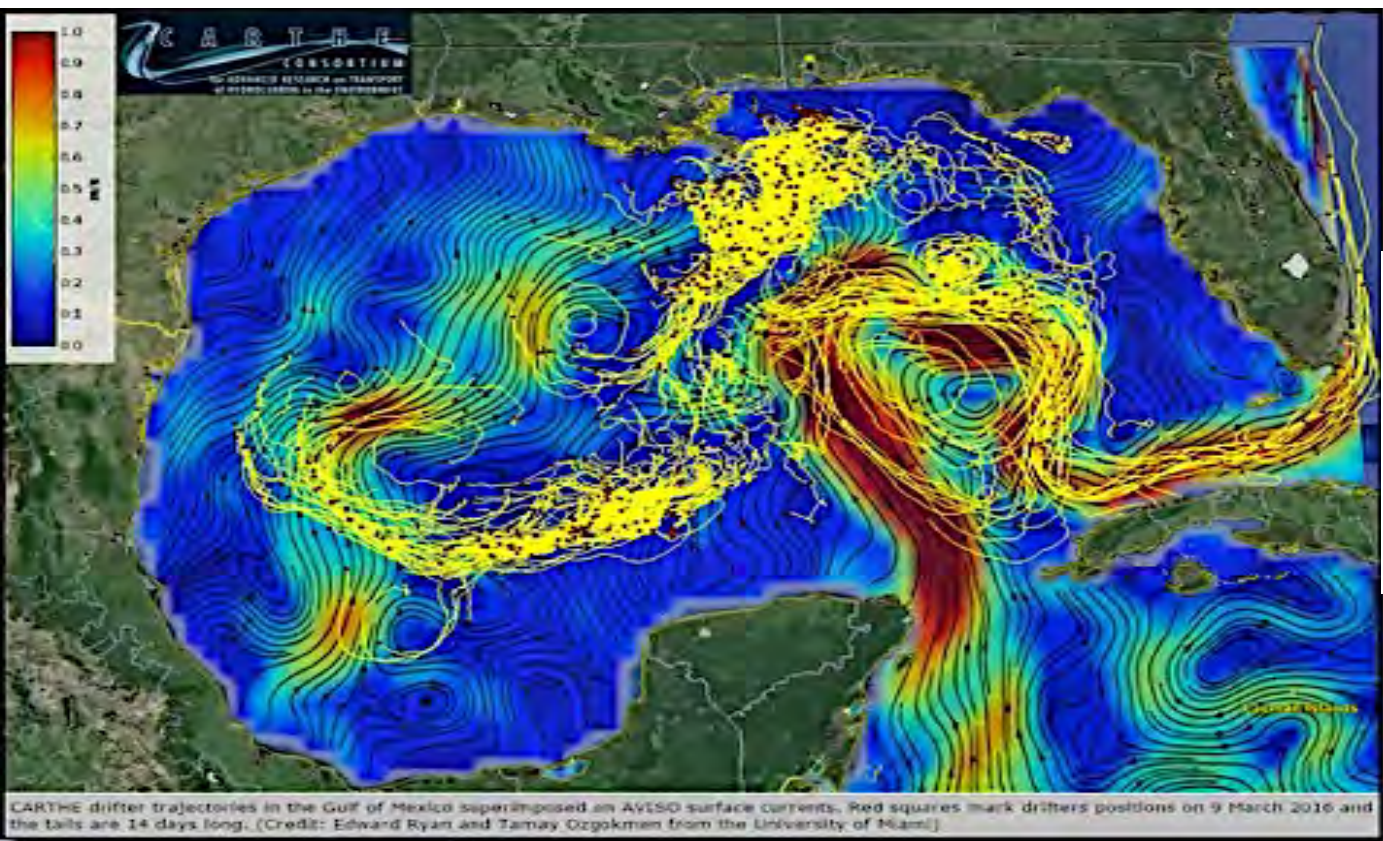 CARTHE
CONSORTIUM
The ADVANCED RESEARCH on TRANSPORT
of HYDROCARBON in the ENVIRONMENT
1.0
0.9
0.8
0.7
0.6
0.5
0.4
0.3
0.2
0.1
0.0
m/s
Cayman Islands
CARTHE drifter trajectories in the Gulf of Mexico superimposed on AVISO surface currents. Red squares mark drifters positions on 9 March 2016 and
the tails are 14 days long. (Credit: Edward Ryan and Tamay Ozgokmen from the University of Miami)